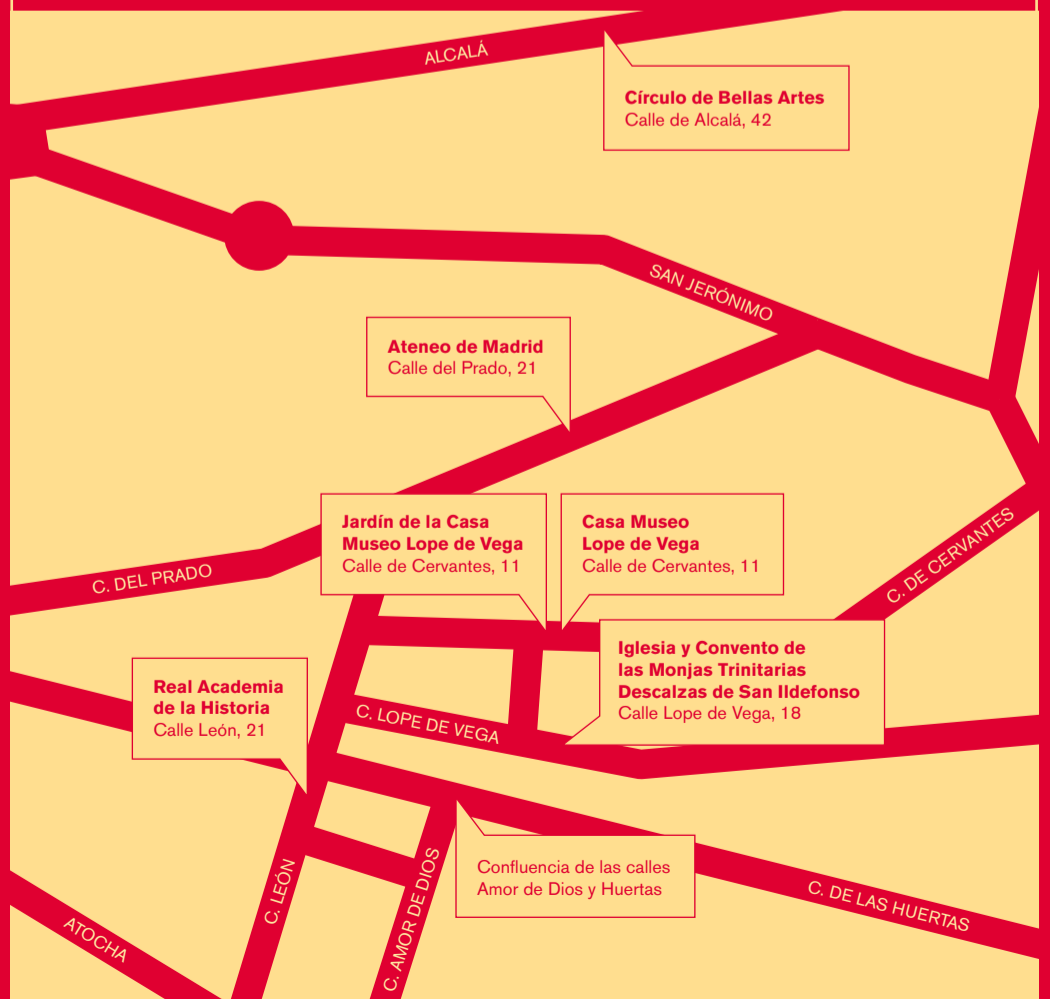 ALCALÁ
Círculo de Bellas Artes
Calle de Alcalá, 42
SAN JERÓNIMO
Ateneo de Madrid
Calle del Prado, 21
Jardín de la Casa
Museo Lope de Vega
Calle de Cervantes, 11
Casa Museo
Lope de Vega
Calle de Cervantes, 11
C. DE CERVANTES
C. DEL PRADO
Iglesia y Convento de
las Monjas Trinitarias
Descalzas de San Ildefonso
Calle Lope de Vega, 18
Real Academia
de la Historia
Calle León, 21
C. LOPE DE VEGA
Confluencia de las calles
Amor de Dios y Huertas
C. LEÓN
C. AMOR DE DIOS
C. DE LAS HUERTAS
ATOCHA